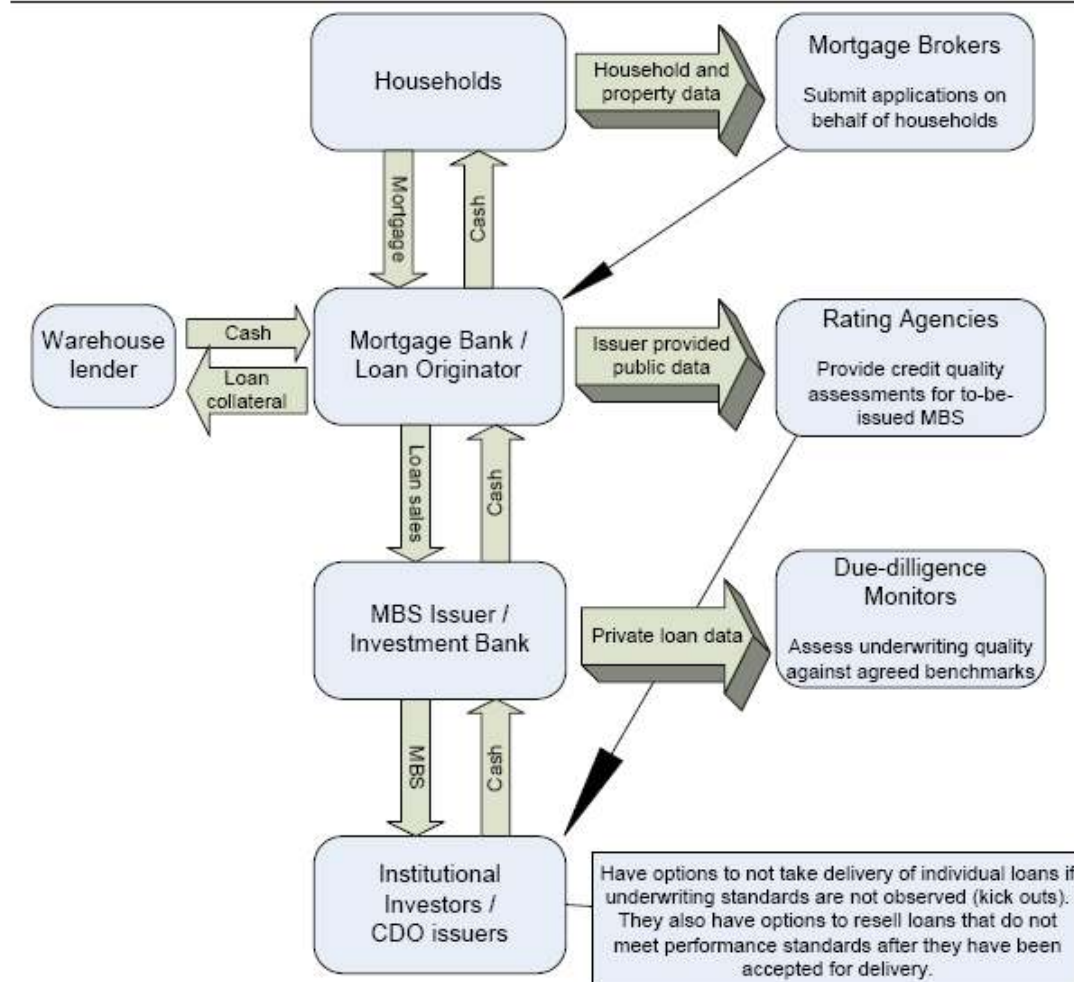 Households
Household and
property data
Mortgage Brokers
Submit applications on
behalf of households
Mortgage
Cash
Warehouse
lender
Cash
Loan
collateral
Mortgage Bank /
Loan Originator
Issuer provided
public data
Rating Agencies
Provide credit quality
assessments for to-be-
issued MBS
Loan sales
Cash
MBS Issuer /
Investment Bank
Private loan data
Due-dilligence
Monitors
Assess underwriting quality
against agreed benchmarks
MBS
Cash
Institutional
Investors /
CDO issuers
Have options to not take delivery of individual loans if
underwriting standards are not observed (kick outs).
They also have options to resell loans that do not
meet performance standards after they have been
accepted for delivery.